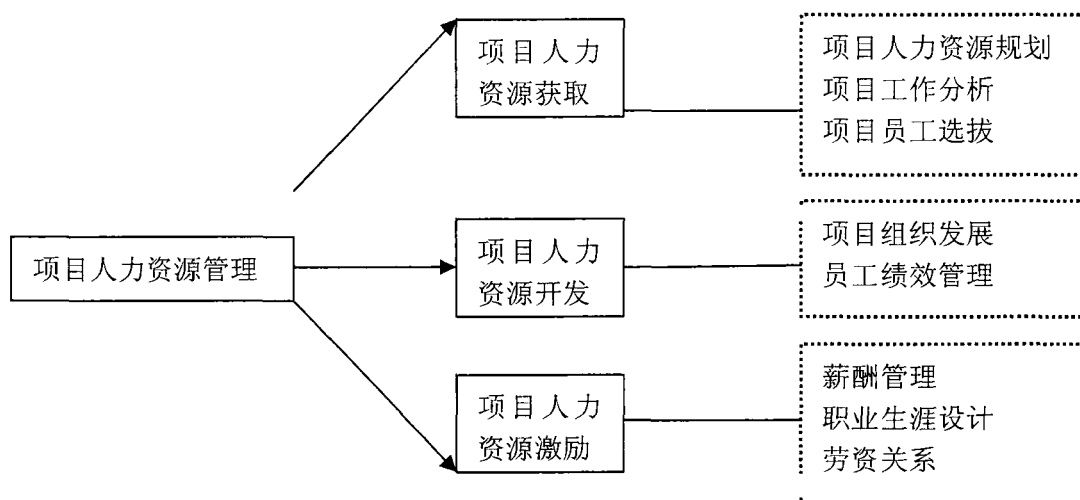 项目人力资源管理
项目人力
资源获取
项目人力资源规划
项目工作分析
项目员工选拔
项目人力
资源开发
项目组织发展
员工绩效管理
项目人力
资源激励
薪酬管理
职业生涯设计
劳资关系